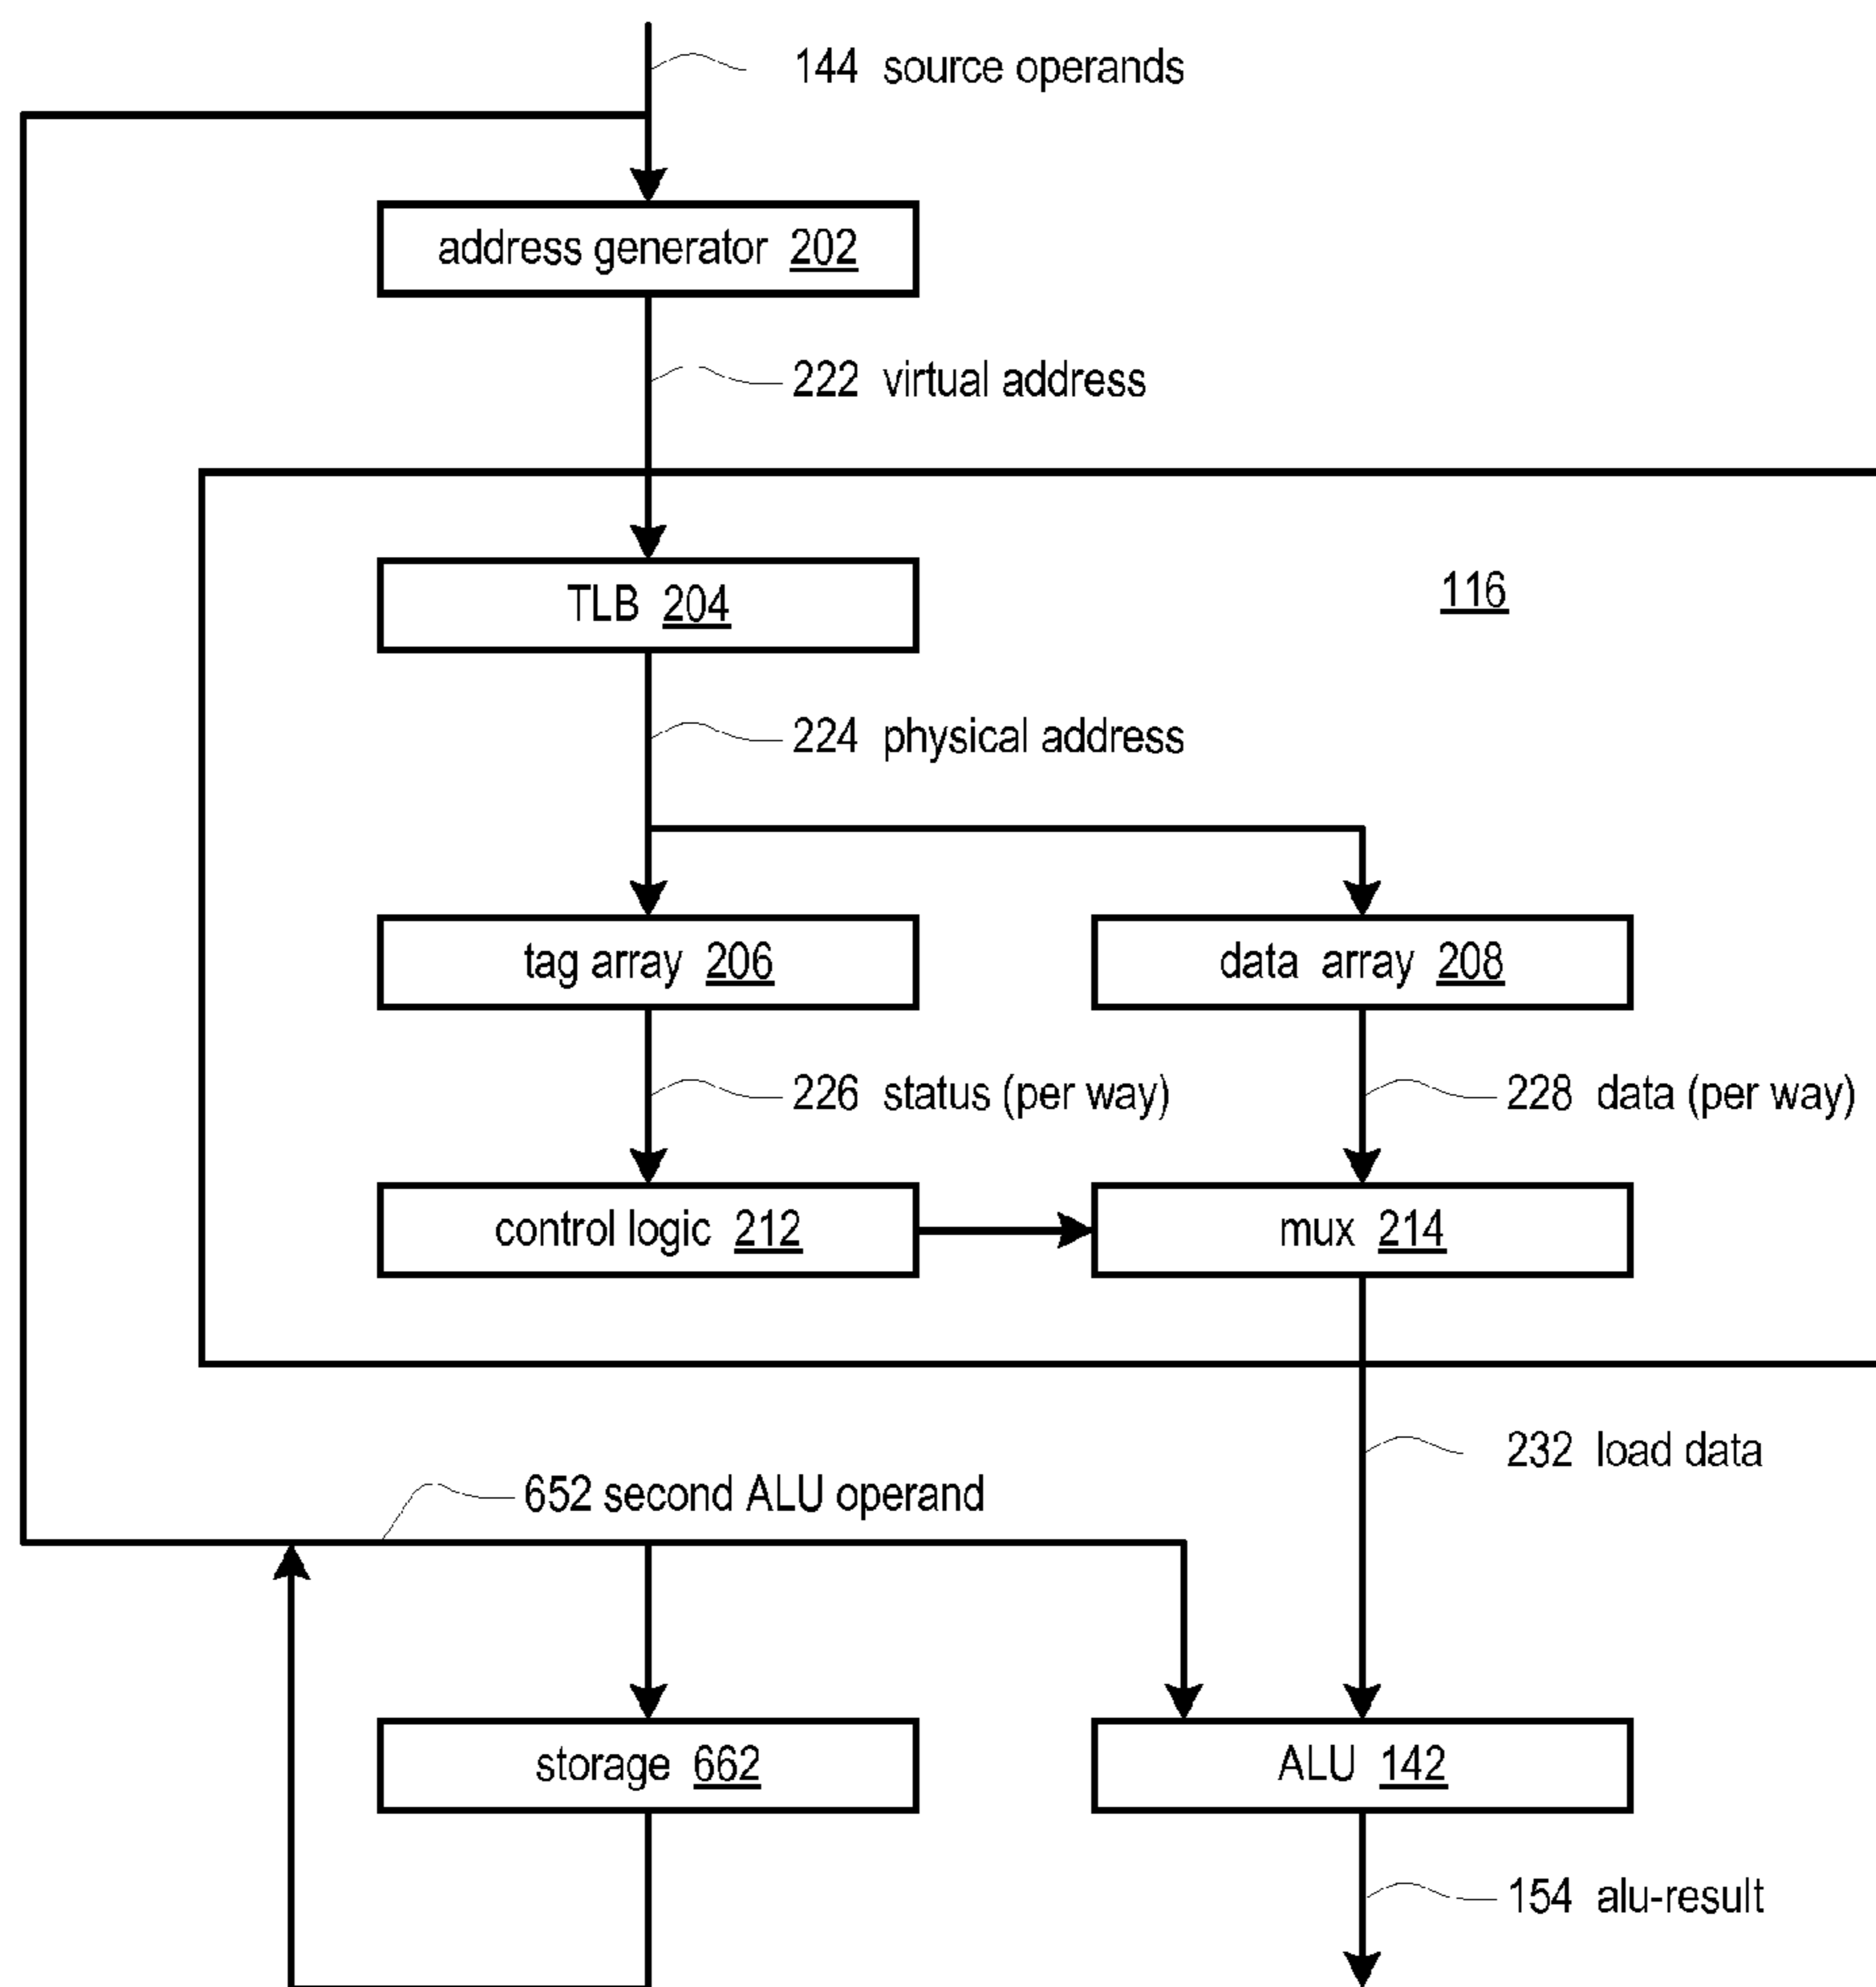 144 source operands
address generator 202
222 virtual address
TLB 204
116
224 physical address
tag array 206
data array 208
226 status (per way)
228 data (per way)
control logic 212
mux 214
232 load data
652 second ALU operand
storage 662
ALU 142
154 alu-result